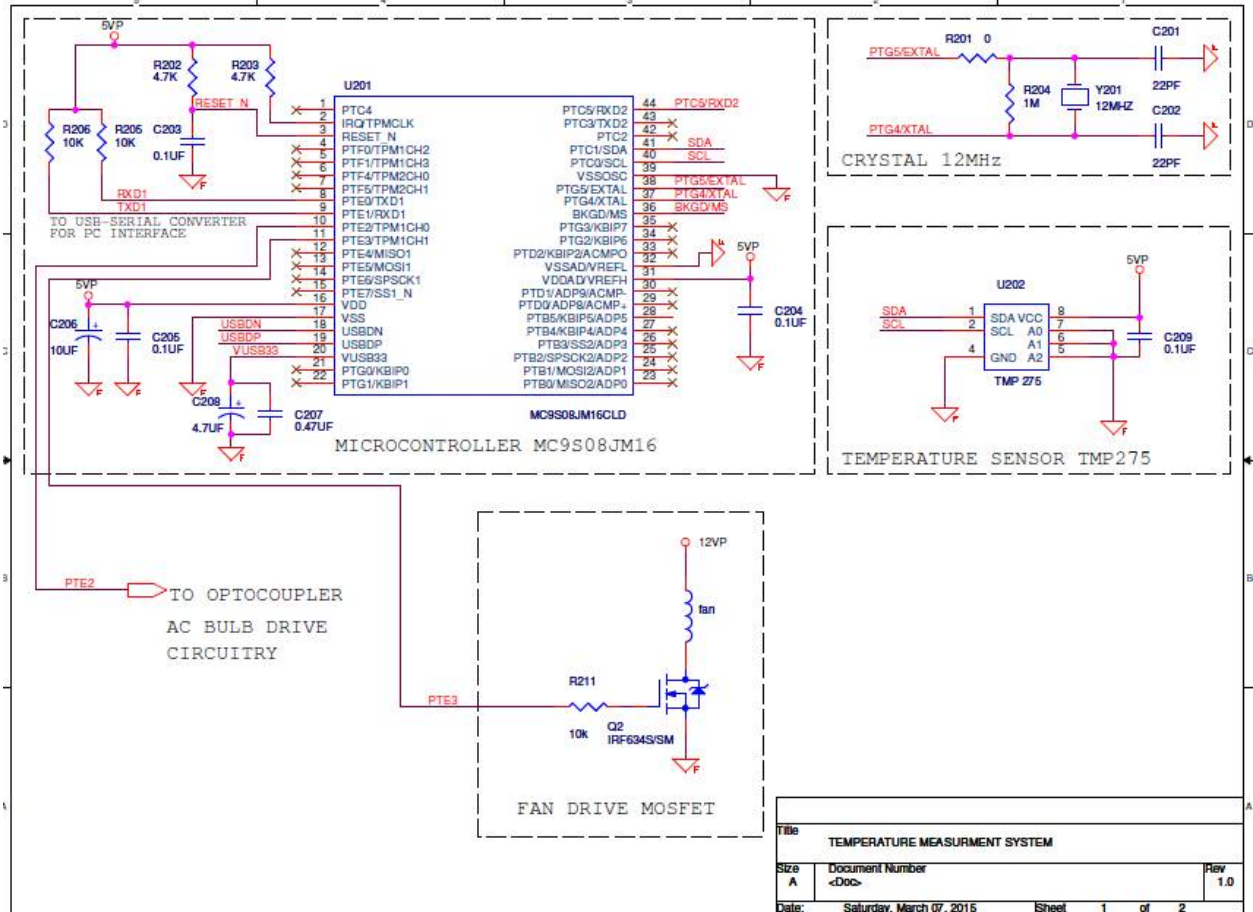 5VP
R202
4.7K
R203
4.7K
RESET_N
R206
10K
R205
10K
C203
0.1UF
F
RXD1
TXD1
TO USB-SERIAL CONVERTER
FOR PC INTERFACE
5VP
C206
10UF
C205
0.1UF
F
F
F
USBDN
USBDP
VUSB33
C208
4.7UF
C207
0.47UF
F
U201
1 PTC4
2 IRQ/TPMCLK
3 RESET_N
4 PTF0/TPM1CH2
5 PTF1/TPM1CH3
6 PTF4/TPM2CH0
7 PTF5/TPM2CH1
8 PTE0/TXD1
9 PTE1/RXD1
10 PTE2/TPM1CH0
11 PTE3/TPM1CH1
12 PTE4/MISO1
13 PTE5/MOSI1
14 PTE6/SPSCK1
15 PTE7/SS1_N
16 VDD
17 VSS
18 USBDN
19 USBDP
20 VUSB33
21 PTG0/KBIP0
22 PTG1/KBIP1
PTC5/RXD2 44 PTC5/RXD2
PTC3/TXD2 43
PTC2 42
PTC1/SDA 41 SDA
PTC0/SCL 40 SCL
VSSOSC 39
PTG5/EXTAL 38 PTG5/EXTAL
PTG4/XTAL 37 PTG4/XTAL
BKGD/MS 36 BKGD/MS
PTG3/KBIP7 35
PTG2/KBIP6 34
PTD2/KBIP2/ACMPO 33
VSSAD/VREFL 32
VDDAD/VREFH 31
PTD1/ADP9/ACMP- 30
PTD0/ADP8/ACMP+ 29
PTB5/KBIP5/ADP5 28
PTB4/KBIP4/ADP4 27
PTB3/SS2/ADP3 26
PTB2/SPSCK2/ADP2 25
PTB1/MOSI2/ADP1 24
PTB0/MISO2/ADP0 23
MC9S08JM16CLD
F
F
5VP
C204
0.1UF
F
MICROCONTROLLER MC9S08JM16
PTG5/EXTAL
R201 0
C201
22PF
F
R204
1M
Y201
12MHZ
PTG4/XTAL
C202
22PF
F
CRYSTAL 12MHz
5VP
U202
SDA 1 SDA VCC 8
SCL 2 SCL A0 7
A1 6
4 GND A2 5
TMP 275
C209
0.1UF
F
F
TEMPERATURE SENSOR TMP275
PTE2
TO OPTOCOUPLER
AC BULB DRIVE
CIRCUITRY
12VP
fan
PTE3
R211
10k
Q2
IRF634S/SM
F
FAN DRIVE MOSFET
Title
TEMPERATURE MEASURMENT SYSTEM
Size
A
Document Number
<Doc>
Rev
1.0
Date: Saturday, March 07, 2015 Sheet 1 of 2